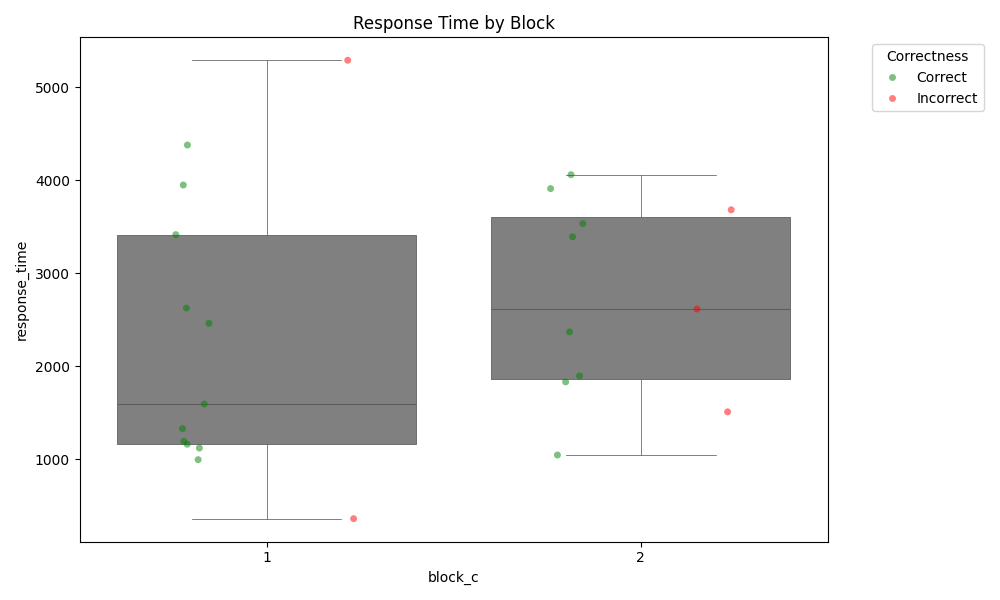 Response Time by Block
Correctness
Correct
Incorrect
response_time
5000
4000
3000
2000
1000
1
2
block_c